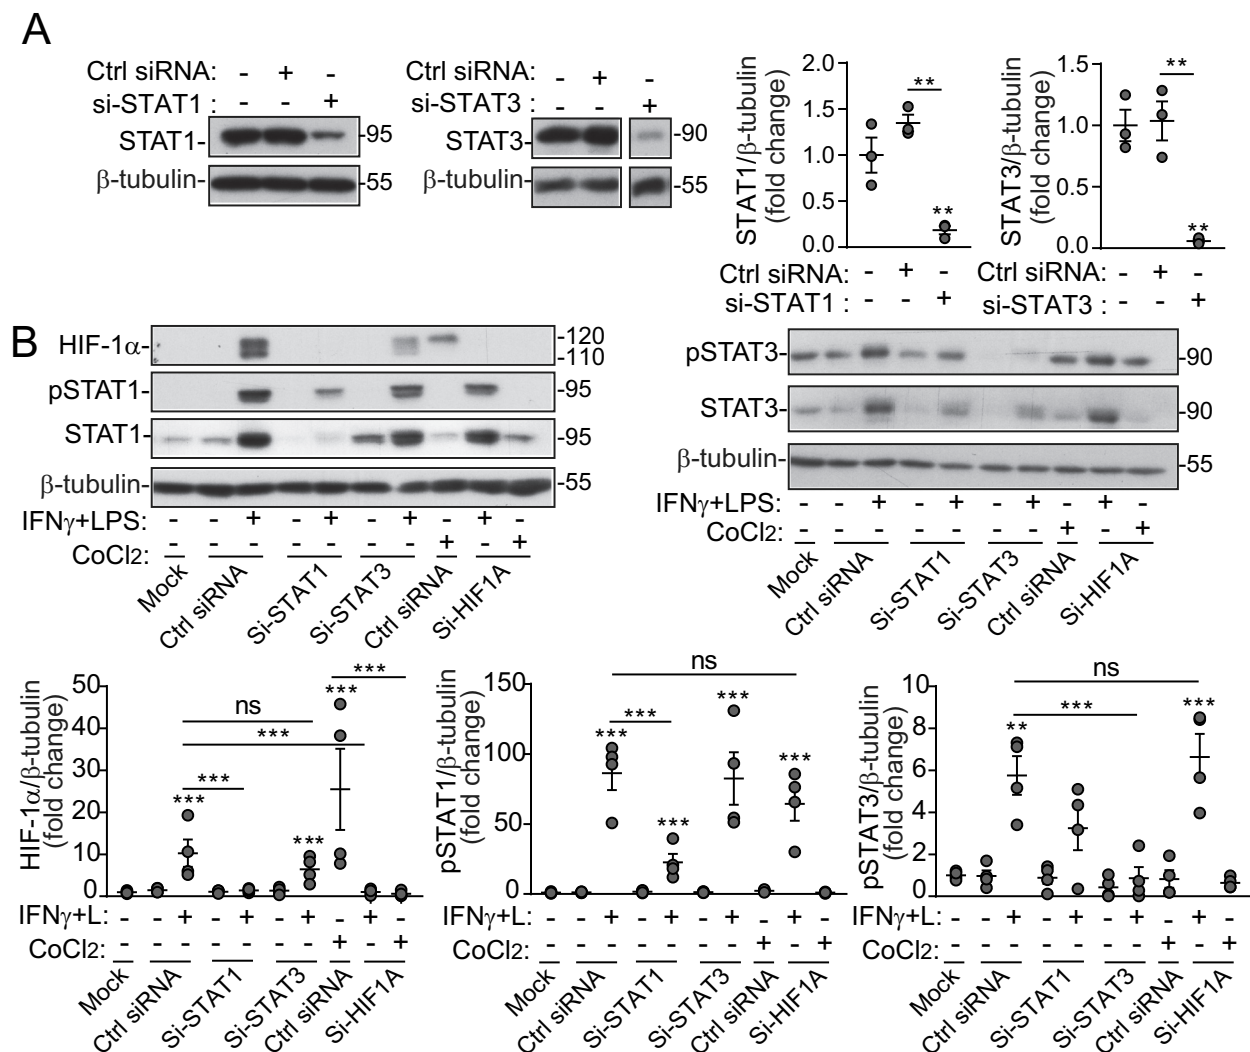 A
Ctrl siRNA: - + -
si-STAT1 : - - +
STAT1- -95
β-tubulin- -55
Ctrl siRNA: - + -
si-STAT3 : - - +
STAT3- -90
β-tubulin- -55
STAT1/β-tubulin
(fold change)
2.0
1.5
1.0
0.5
0.0
**
**
Ctrl siRNA: - + -
si-STAT1 : - - +
STAT3/β-tubulin
(fold change)
1.5
1.0
0.5
0.0
**
**
Ctrl siRNA: - + -
si-STAT3 : - - +
B
HIF-1α- -120
-110
pSTAT1- -95
STAT1- -95
β-tubulin- -55
IFNγ+LPS: - - + - + - + - + -
CoCl2: - - - - - - - + - +
Mock
Ctrl siRNA
Si-STAT1
Si-STAT3
Ctrl siRNA
Si-HIF1A
pSTAT3- -90
STAT3- -90
β-tubulin- -55
IFNγ+LPS: - - + - + - + - + -
CoCl2: - - - - - - - + - +
Mock
Ctrl siRNA
Si-STAT1
Si-STAT3
Ctrl siRNA
Si-HIF1A
HIF-1α/β-tubulin
(fold change)
50
40
30
20
10
0
***
***
ns
***
***
***
***
IFNγ+L: - - + - + - + - + -
CoCl2: - - - - - - - + - +
Mock
Ctrl siRNA
Si-STAT1
Si-STAT3
Ctrl siRNA
Si-HIF1A
pSTAT1/β-tubulin
(fold change)
150
100
50
0
ns
***
***
***
***
***
IFNγ+L: - - + - + - + - + -
CoCl2: - - - - - - - + - +
Mock
Ctrl siRNA
Si-STAT1
Si-STAT3
Ctrl siRNA
Si-HIF1A
pSTAT3/β-tubulin
(fold change)
10
8
6
4
2
0
ns
***
***
**
IFNγ+L: - - + - + - + - + -
CoCl2: - - - - - - - + - +
Mock
Ctrl siRNA
Si-STAT1
Si-STAT3
Ctrl siRNA
Si-HIF1A